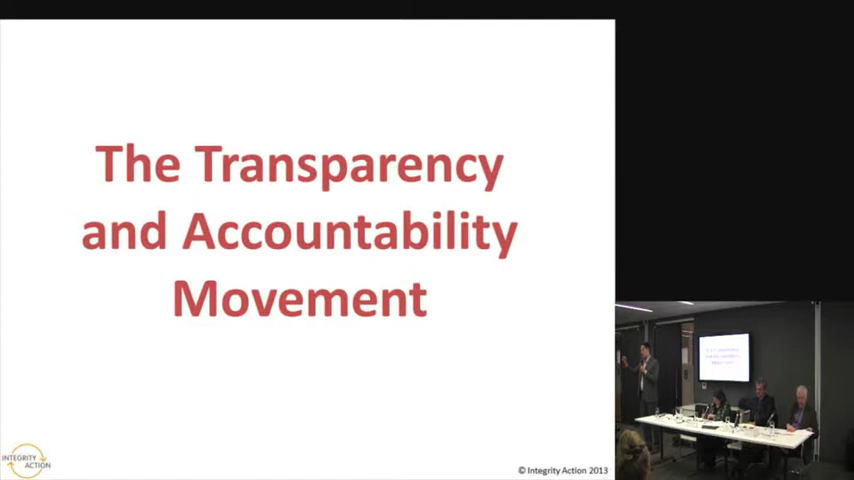 The Transparency
and Accountability
Movement
INTEGRITY
ACTION
© Integrity Action 2013